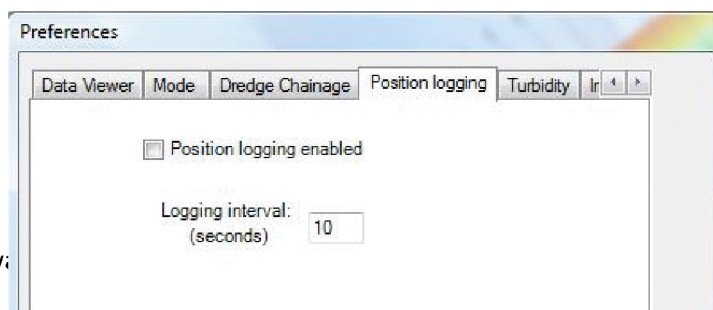 Preferences
Data Viewer Mode Dredge Chainage Position logging Turbidity
Position logging enabled
Logging interval:
(seconds) 10